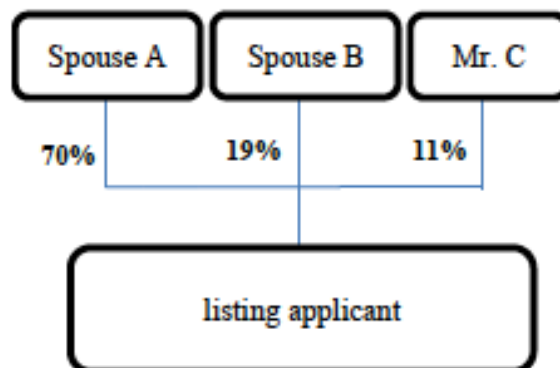 Spouse A
Spouse B
Mr. C
70%
19%
11%
listing applicant